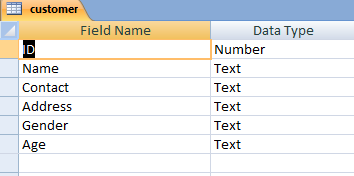 customer
Field Name Data Type
ID Number
Name Text
Contact Text
Address Text
Gender Text
Age Text